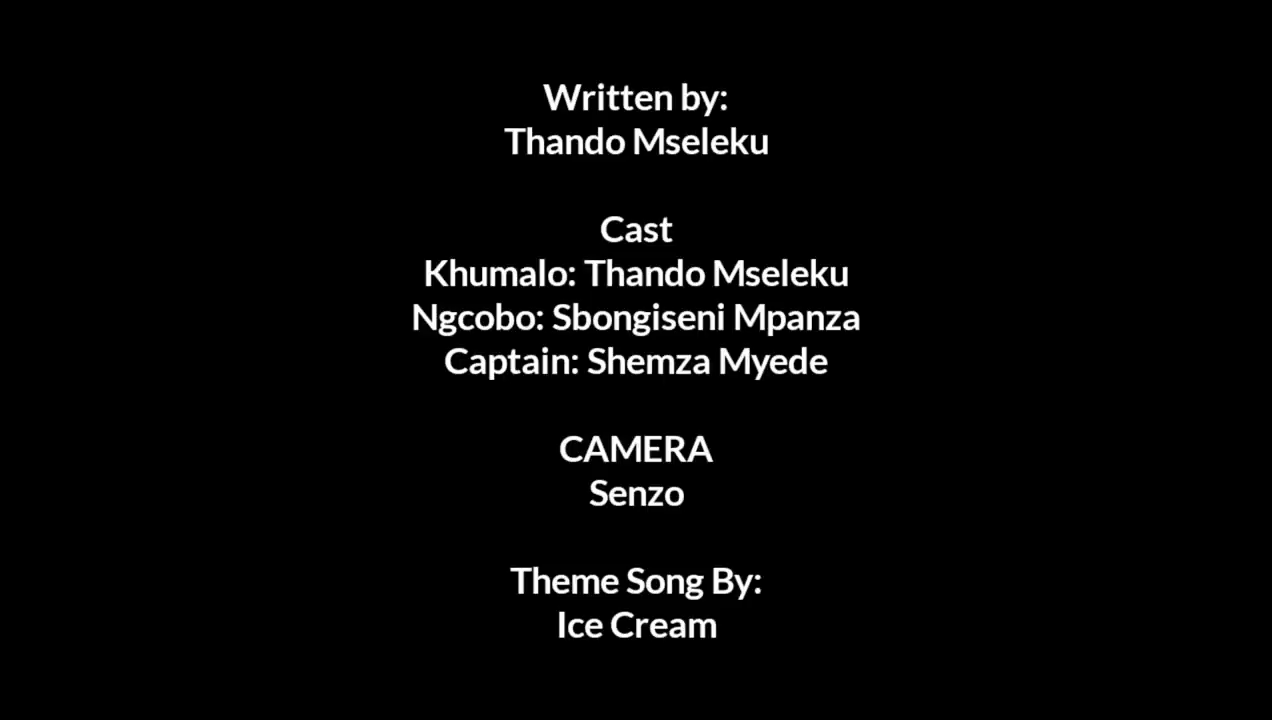 Written by:
Thando Mseleku
Cast
Khumalo: Thando Mseleku
Ngcobo: Sbongiseni Mpanza
Captain: Shemza Myede
CAMERA
Senzo
Theme Song By:
Ice Cream